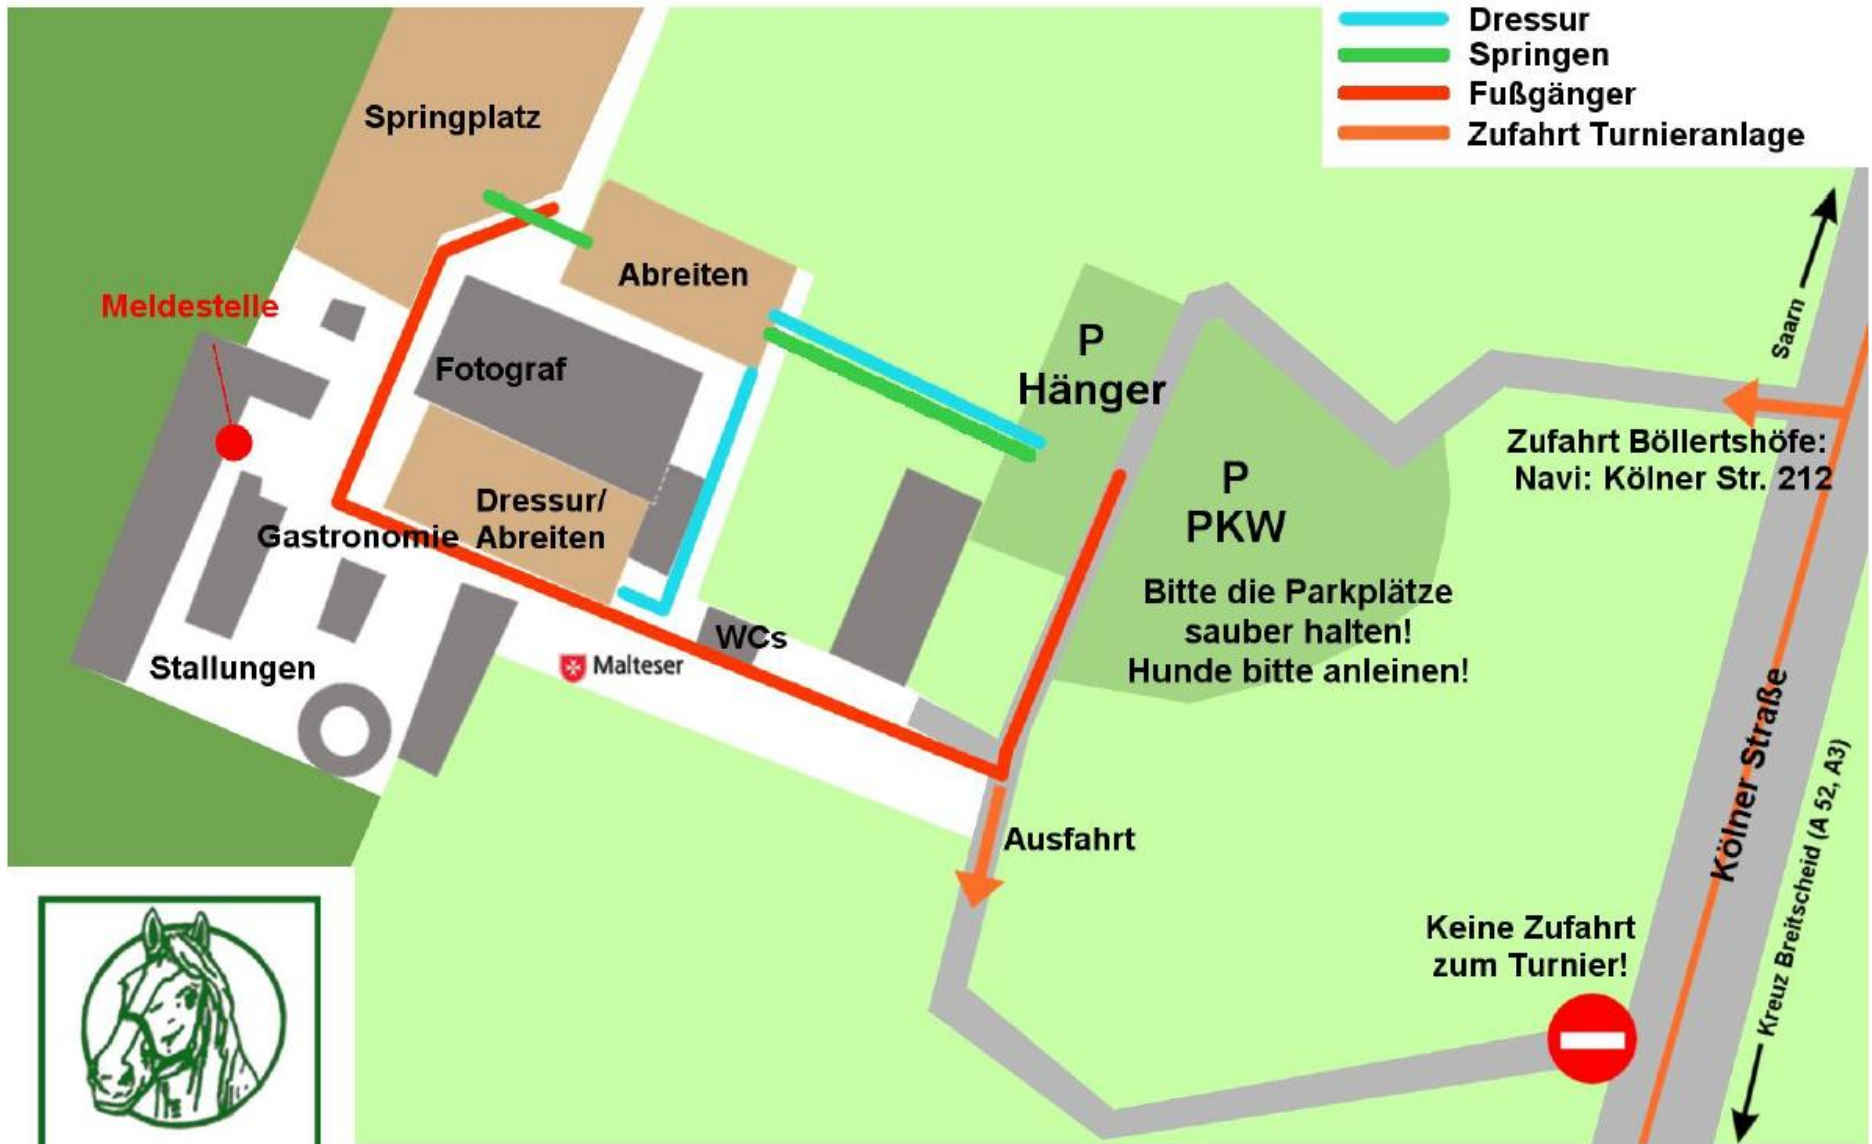 Dressur
Springen
Fußgänger
Zufahrt Turnieranlage
Springplatz
Saarn
Abreiten
Meldestelle
P
Hänger
Fotograf
Zufahrt Böllertshöfe:
Navi: Kölner Str. 212
P
PKW
Dressur/
Abreiten
Gastronomie
Bitte die Parkplätze
sauber halten!
Hunde bitte anleinen!
WCs
Malteser
Stallungen
Kölner Straße
Kreuz Breitscheid (A 52, A3)
Ausfahrt
Keine Zufahrt
zum Turnier!